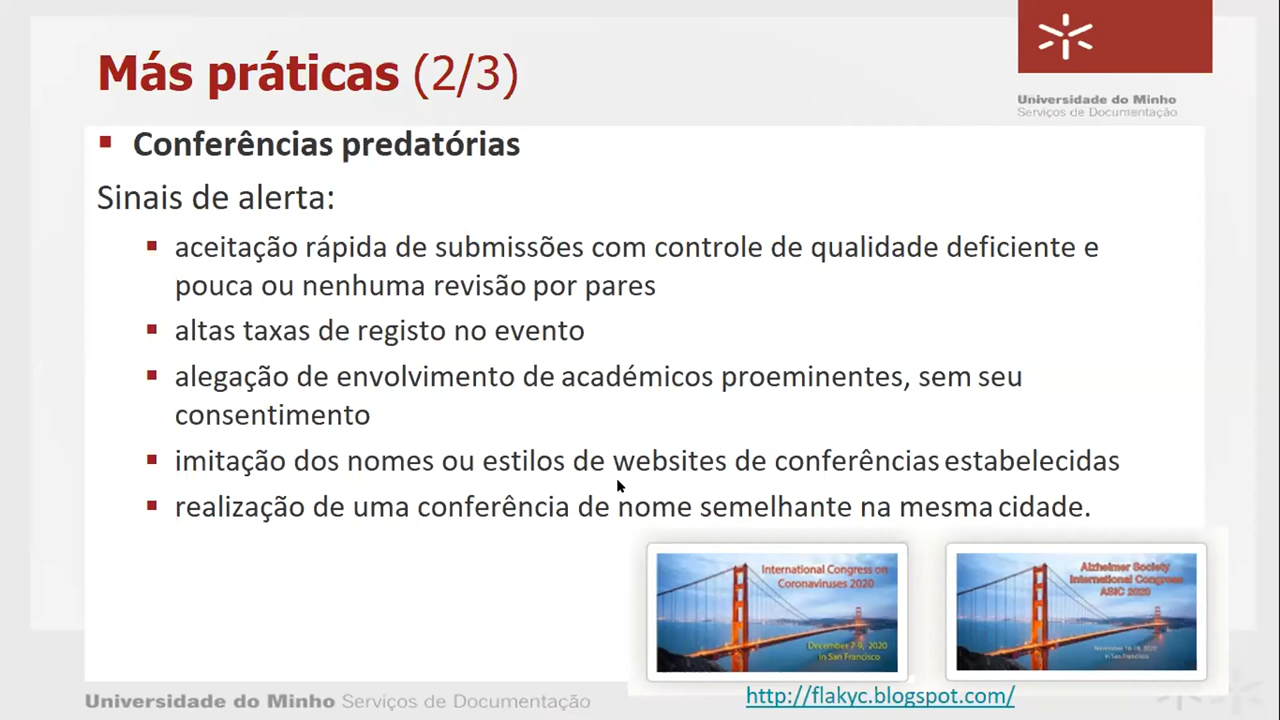 Más práticas (2/3)
Universidade do Minho
Serviços de Documentação
Conferências predatórias
Sinais de alerta:
aceitação rápida de submissões com controle de qualidade deficiente e
pouca ou nenhuma revisão por pares
altas taxas de registo no evento
alegação de envolvimento de académicos proeminentes, sem seu
consentimento
imitação dos nomes ou estilos de websites de conferências estabelecidas
realização de uma conferência de nome semelhante na mesma cidade.
International Congress on
Coronaviruses 2020
December 7-9, 2020
in San Francisco
Alzheimer Society
International Congress
ASIC 2020
November 16-18, 2020
in San Francisco
http://flakyc.blogspot.com/
Universidade do Minho Serviços de Documentação